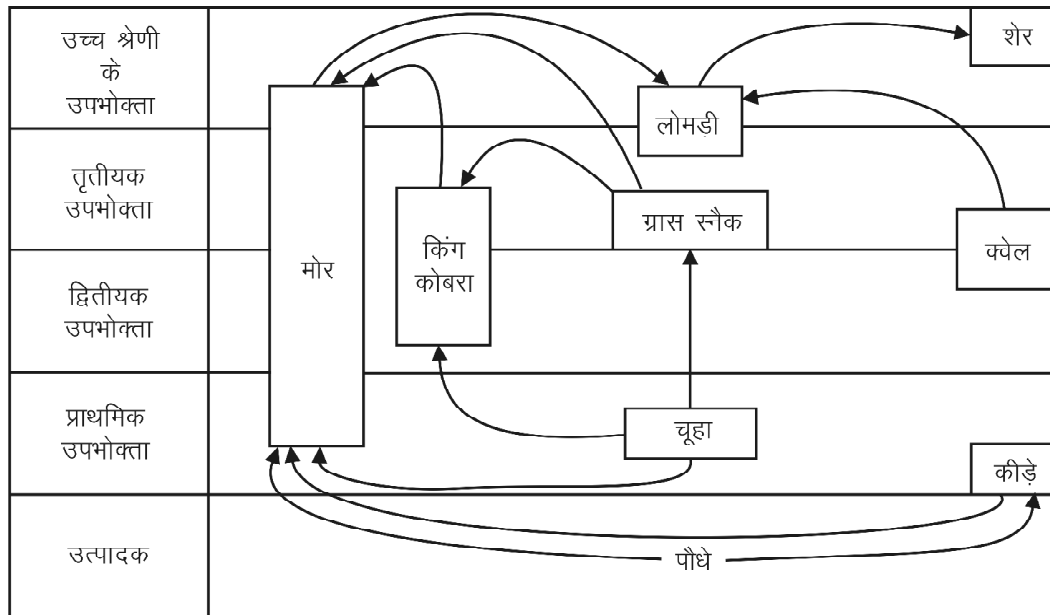 उच्च श्रेणी
के
उपभोक्ता
शेर
लोमड़ी
तृतीयक
उपभोक्ता
ग्रास स्नैक
किंग
कोबरा
क्वेल
मोर
द्वितीयक
उपभोक्ता
प्राथमिक
उपभोक्ता
चूहा
कीड़े
उत्पादक
पौधे